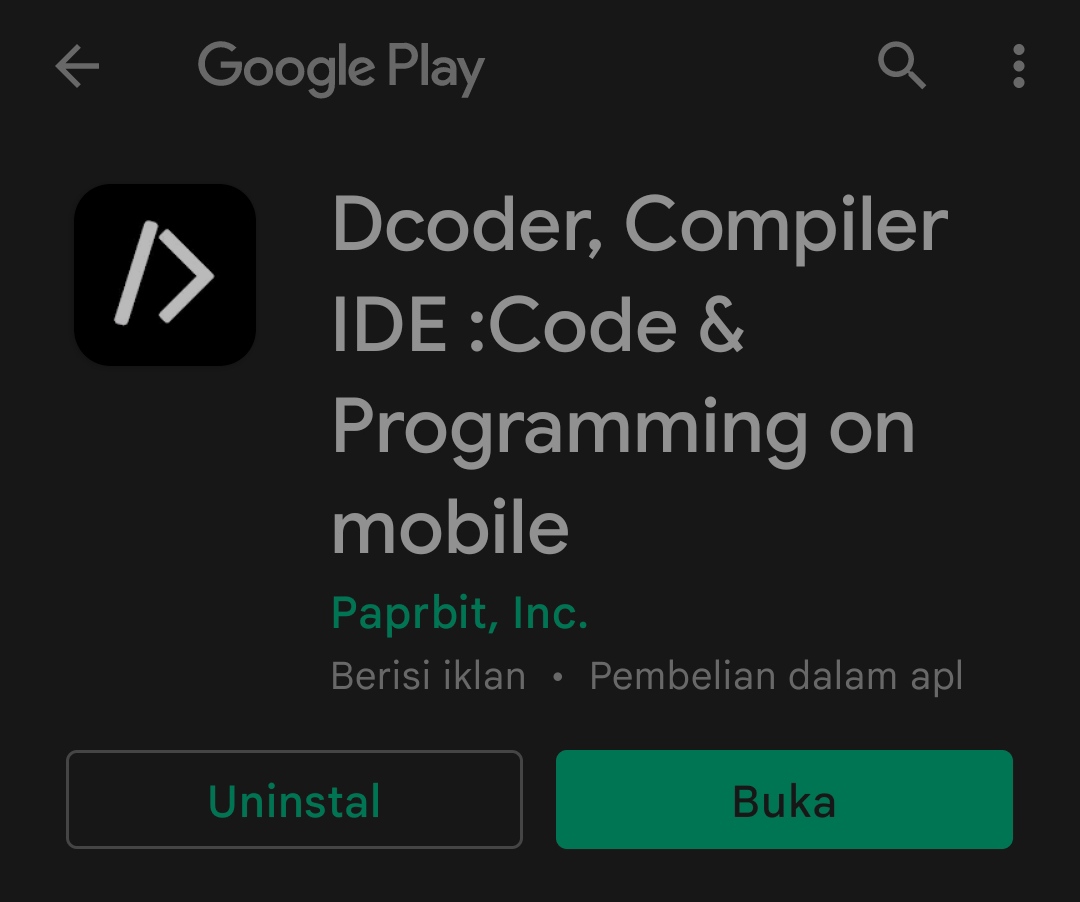 Google Play
Dcoder, Compiler
IDE :Code &
Programming on
mobile
Paprbit, Inc.
Berisi iklan • Pembelian dalam apl
Uninstal
Buka